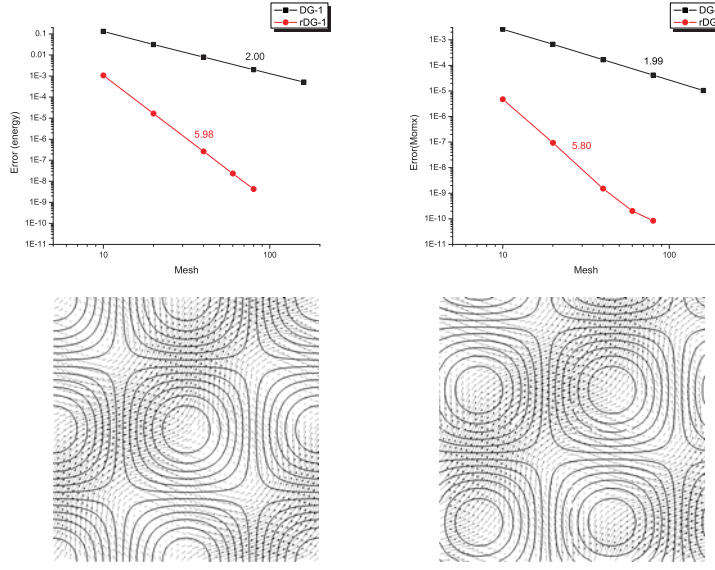 DG-1
rDG-1
0.1
0.01
1E-3
1E-4
1E-5
1E-6
1E-7
1E-8
1E-9
1E-10
1E-11
Error (energy)
2.00
5.98
10
100
Mesh
DG-
rDG
1E-3
1E-4
1E-5
1E-6
1E-7
1E-8
1E-9
1E-10
1E-11
Error(Momx)
1.99
5.80
10
100
Mesh